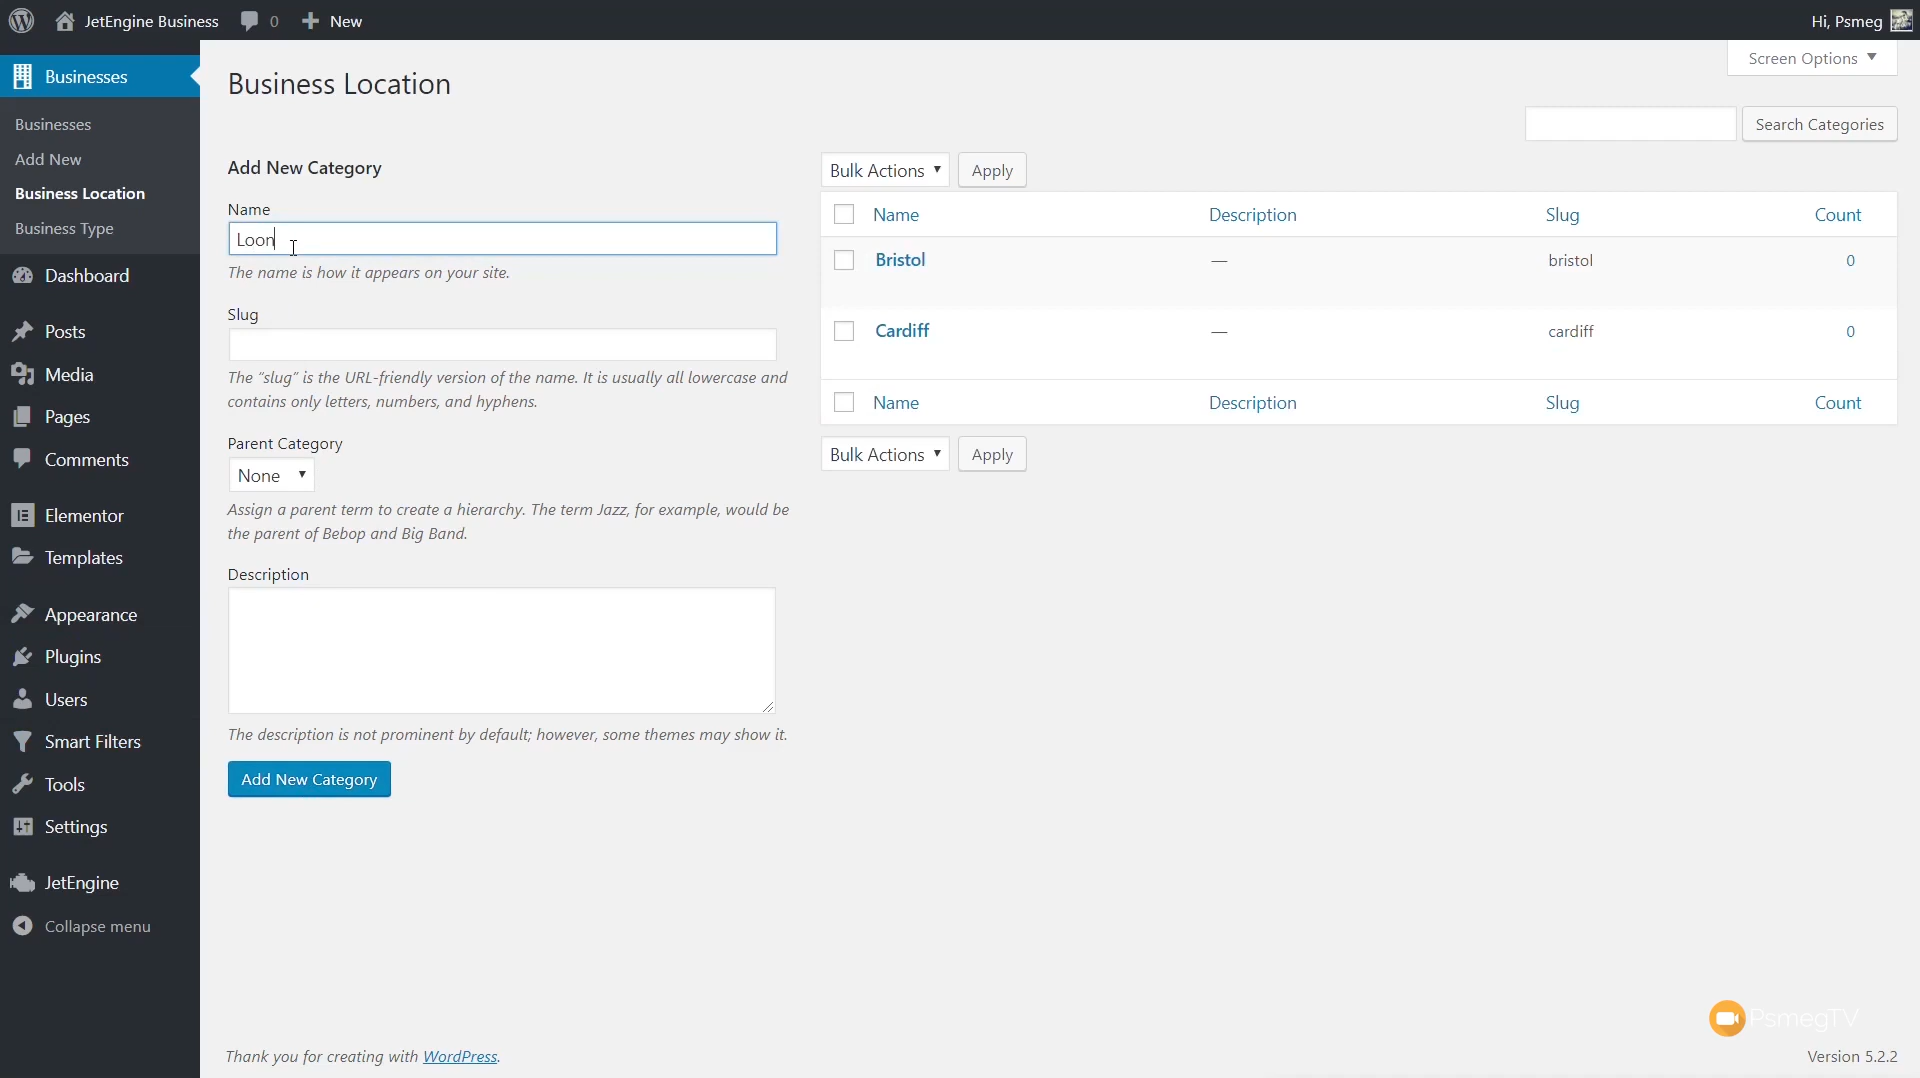 JetEngine Business 0 New Hi, Psmeg
Businesses
Businesses
Add New
Business Location
Business Type
Dashboard
Posts
Media
Pages
Comments
Elementor
Templates
Appearance
Plugins
Users
Smart Filters
Tools
Settings
JetEngine
Collapse menu
Screen Options
Business Location
Search Categories
Add New Category
Name
Loon
The name is how it appears on your site.
Slug
The “slug” is the URL-friendly version of the name. It is usually all lowercase and
contains only letters, numbers, and hyphens.
Parent Category
None
Assign a parent term to create a hierarchy. The term Jazz, for example, would be
the parent of Bebop and Big Band.
Description
The description is not prominent by default; however, some themes may show it.
Add New Category
Bulk Actions Apply
Name Description Slug Count
Bristol — bristol 0
Cardiff — cardiff 0
Name Description Slug Count
Bulk Actions Apply
PsmegTV
Thank you for creating with WordPress.
Version 5.2.2